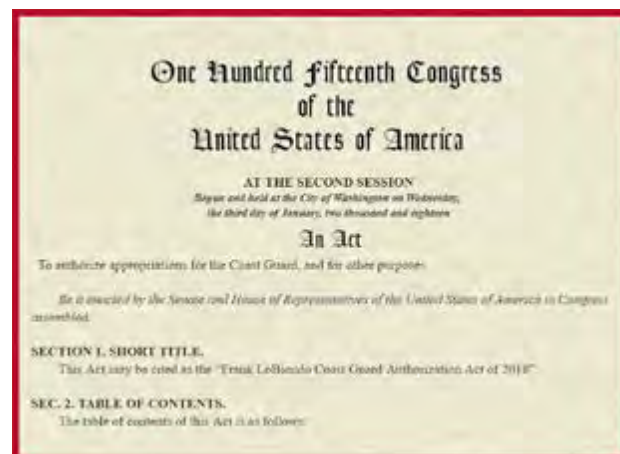 One Hundred Fifteenth Congress
of the
United States of America
AT THE SECOND SESSION
Begun and held at the City of Washington on Wednesday,
the third day of January, two thousand and eighteen
An Act
To authorize appropriations for the Coast Guard, and for other purposes.
Be it enacted by the Senate and House of Representatives of the United States of America in Congress
assembled,
SECTION 1. SHORT TITLE.
This Act may be cited as the "Frank LoBiondo Coast Guard Authorization Act of 2018".
SEC. 2. TABLE OF CONTENTS.
The table of contents of this Act is as follows: